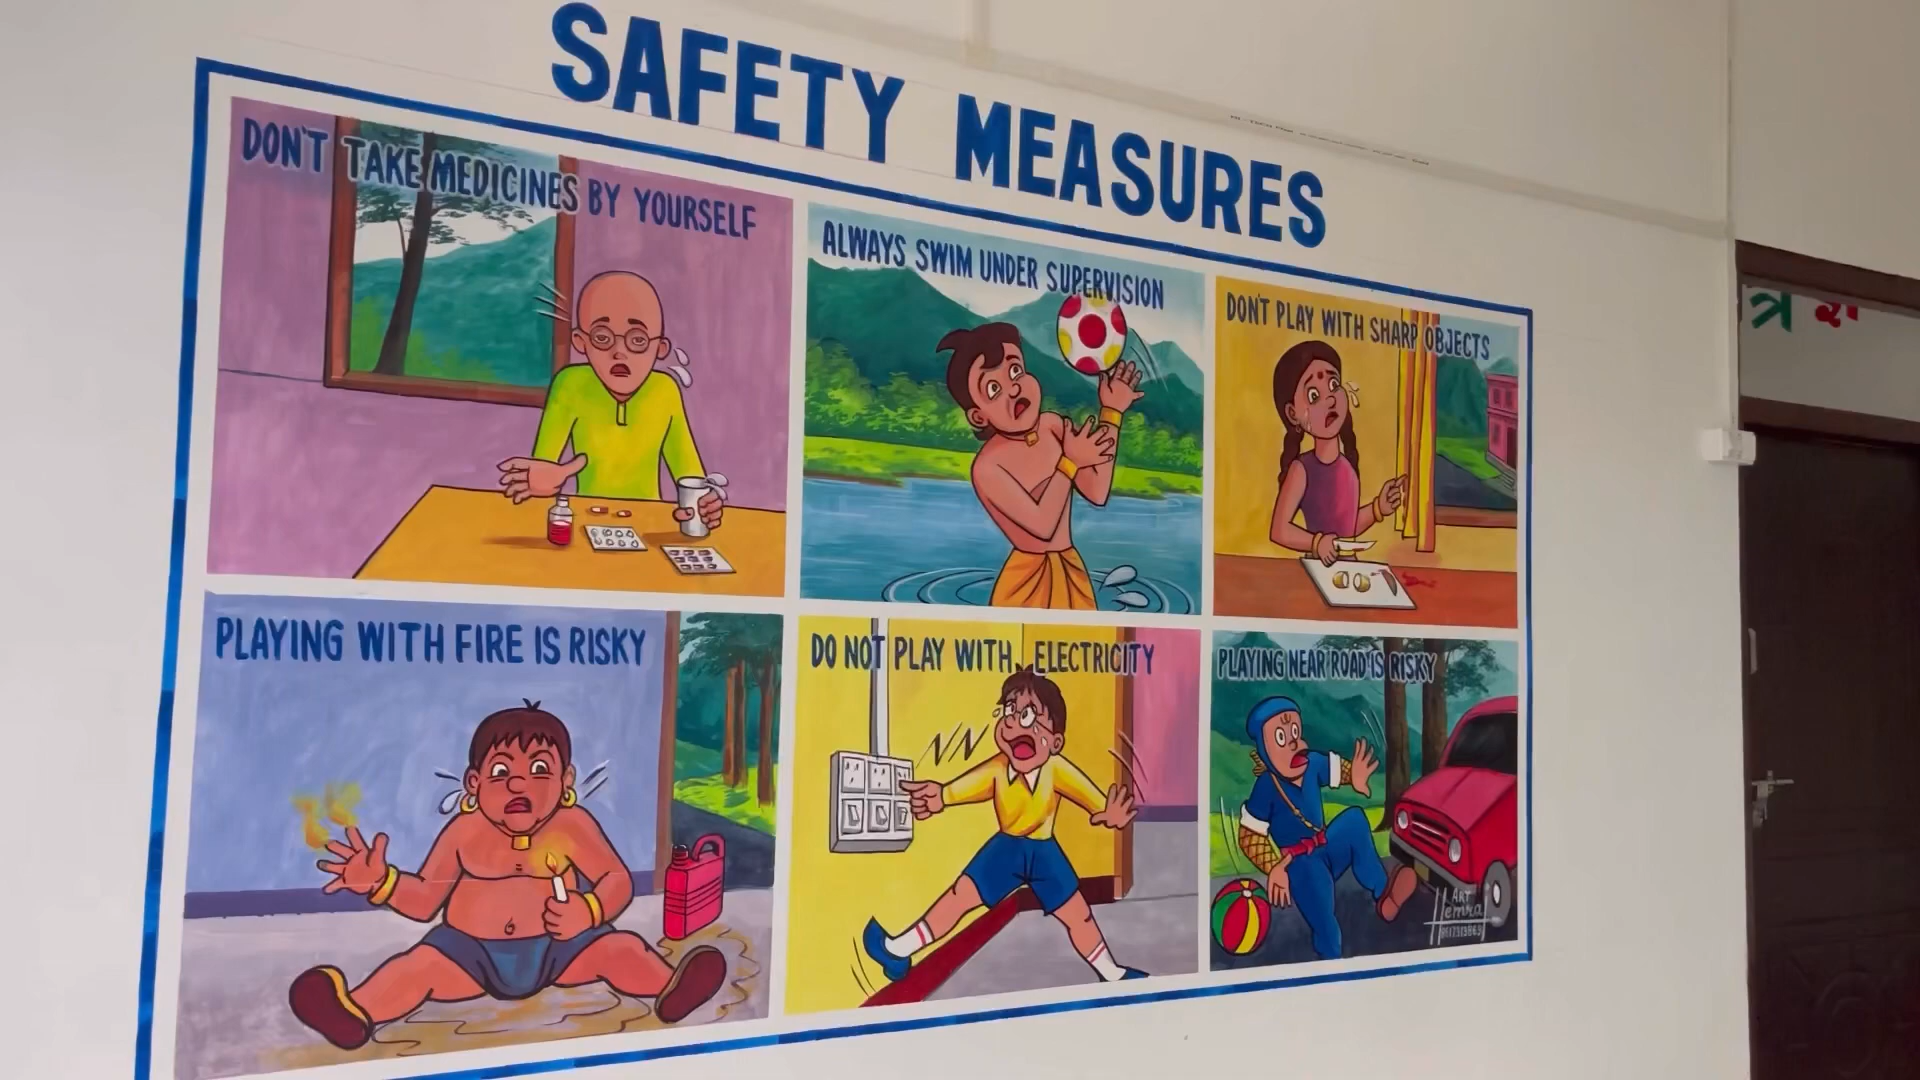 SAFETY MEASURES
DON'T TAKE MEDICINES BY YOURSELF
ALWAYS SWIM UNDER SUPERVISION
DON'T PLAY WITH SHARP OBJECTS
PLAYING WITH FIRE IS RISKY
DO NOT PLAY WITH ELECTRICITY
PLAYING NEAR ROAD IS RISKY
ART